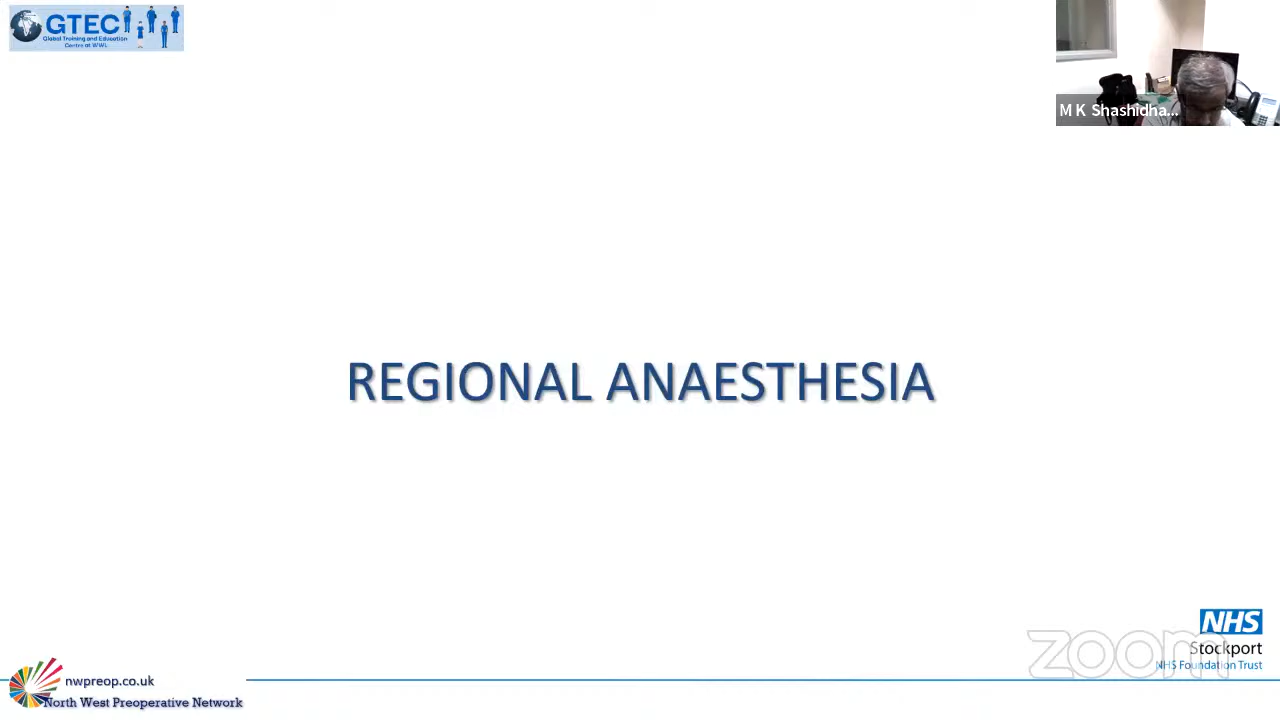 GTEC
Global Training and Education
Centre at WWL
M K Shashidha...
REGIONAL ANAESTHESIA
NHS
Stockport
NHS Foundation Trust
zoom
nwpreop.co.uk
North West Preoperative Network